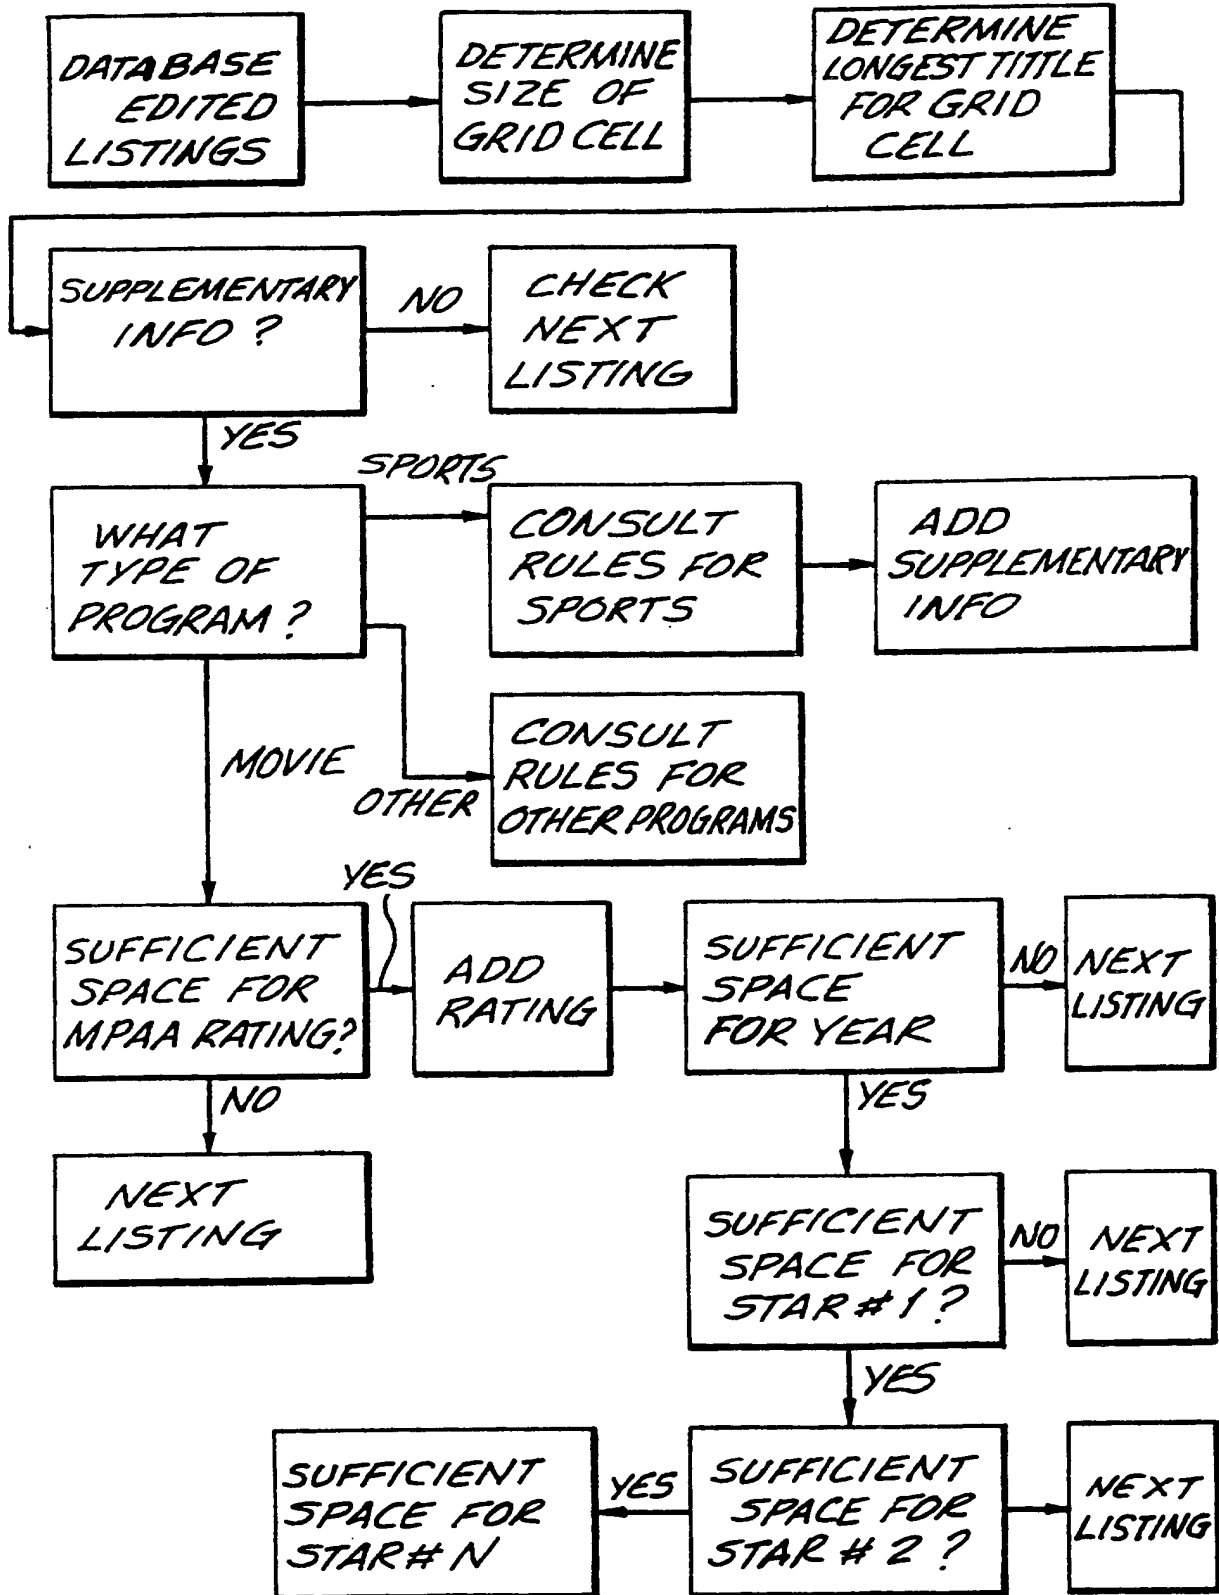 DATABASE
EDITED
LISTINGS
DETERMINE
SIZE OF
GRID CELL
DETERMINE
LONGEST TITTLE
FOR GRID
CELL
SUPPLEMENTARY
INFO?
NO
CHECK
NEXT
LISTING
YES
WHAT
TYPE OF
PROGRAM?
SPORTS
CONSULT
RULES FOR
SPORTS
ADD
SUPPLEMENTARY
INFO
OTHER
CONSULT
RULES FOR
OTHER PROGRAMS
MOVIE
SUFFICIENT
SPACE FOR
MPAA RATING?
YES
ADD
RATING
SUFFICIENT
SPACE
FOR YEAR
NO
NEXT
LISTING
NO
NEXT
LISTING
YES
SUFFICIENT
SPACE FOR
STAR #1?
NO
NEXT
LISTING
YES
SUFFICIENT
SPACE FOR
STAR #2?
NEXT
LISTING
YES
SUFFICIENT
SPACE FOR
STAR# N